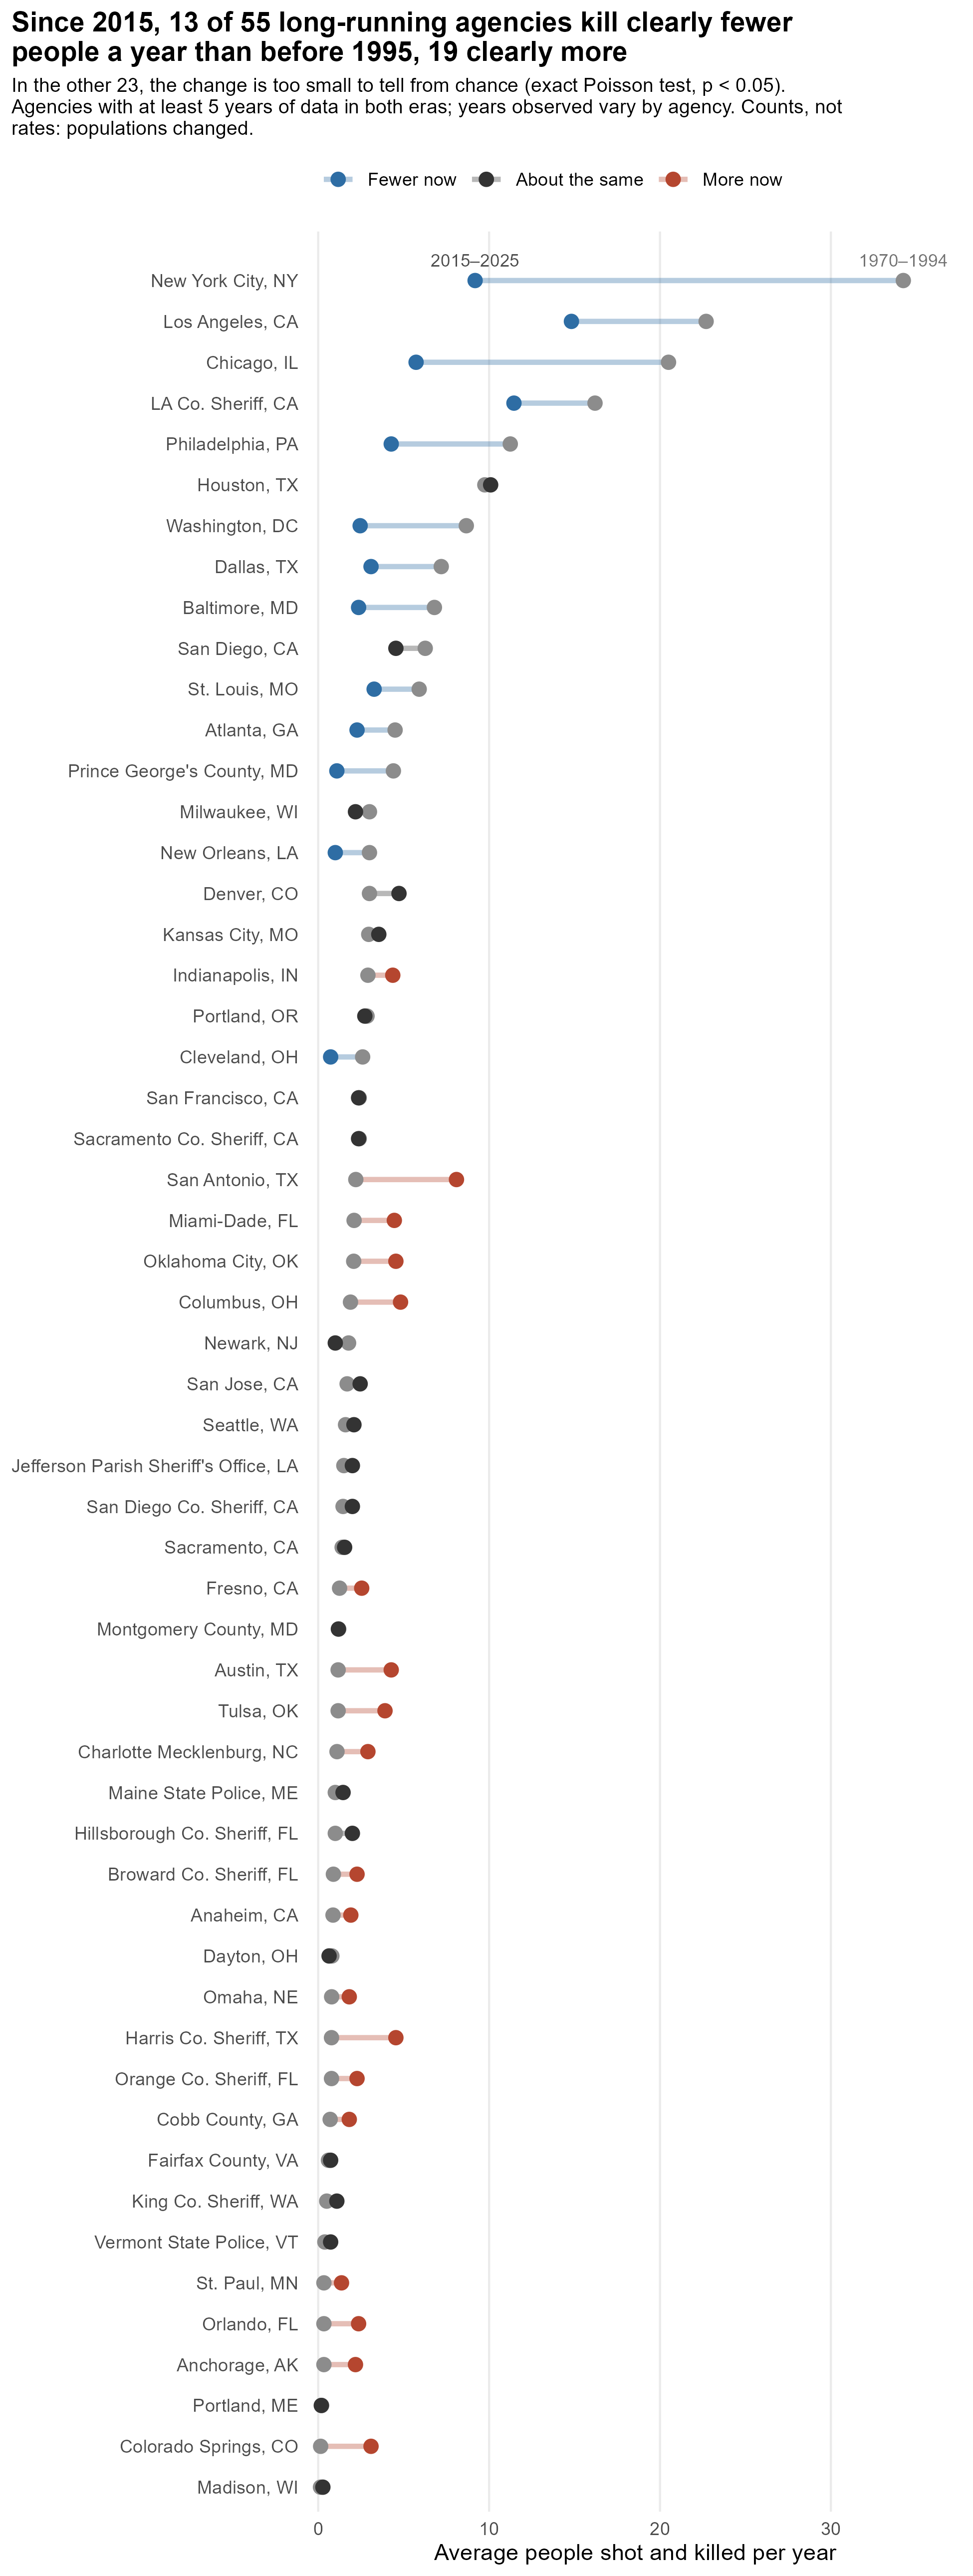 Since 2015, 13 of 55 long-running agencies kill clearly fewer
people a year than before 1995, 19 clearly more
In the other 23, the change is too small to tell from chance (exact Poisson test, p < 0.05).
Agencies with at least 5 years of data in both eras; years observed vary by agency. Counts, not
rates: populations changed.
Fewer now About the same More now
2015–2025 1970–1994
New York City, NY
Los Angeles, CA
Chicago, IL
LA Co. Sheriff, CA
Philadelphia, PA
Houston, TX
Washington, DC
Dallas, TX
Baltimore, MD
San Diego, CA
St. Louis, MO
Atlanta, GA
Prince George's County, MD
Milwaukee, WI
New Orleans, LA
Denver, CO
Kansas City, MO
Indianapolis, IN
Portland, OR
Cleveland, OH
San Francisco, CA
Sacramento Co. Sheriff, CA
San Antonio, TX
Miami-Dade, FL
Oklahoma City, OK
Columbus, OH
Newark, NJ
San Jose, CA
Seattle, WA
Jefferson Parish Sheriff's Office, LA
San Diego Co. Sheriff, CA
Sacramento, CA
Fresno, CA
Montgomery County, MD
Austin, TX
Tulsa, OK
Charlotte Mecklenburg, NC
Maine State Police, ME
Hillsborough Co. Sheriff, FL
Broward Co. Sheriff, FL
Anaheim, CA
Dayton, OH
Omaha, NE
Harris Co. Sheriff, TX
Orange Co. Sheriff, FL
Cobb County, GA
Fairfax County, VA
King Co. Sheriff, WA
Vermont State Police, VT
St. Paul, MN
Orlando, FL
Anchorage, AK
Portland, ME
Colorado Springs, CO
Madison, WI
0 10 20 30
Average people shot and killed per year